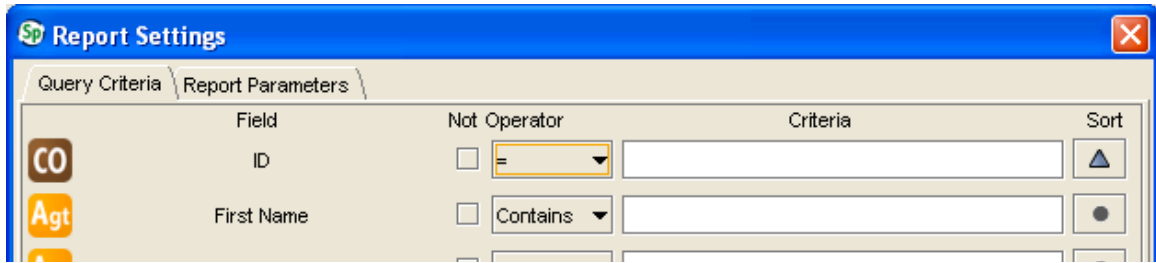 Sp Report Settings
Query Criteria Report Parameters
Field Not Operator Criteria Sort
CO ID =
Agt First Name Contains